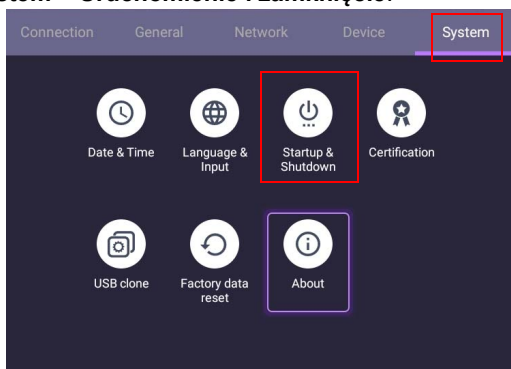 Connection General Network Device System
Date & Time Language & Input Startup & Shutdown Certification
USB clone Factory data reset About